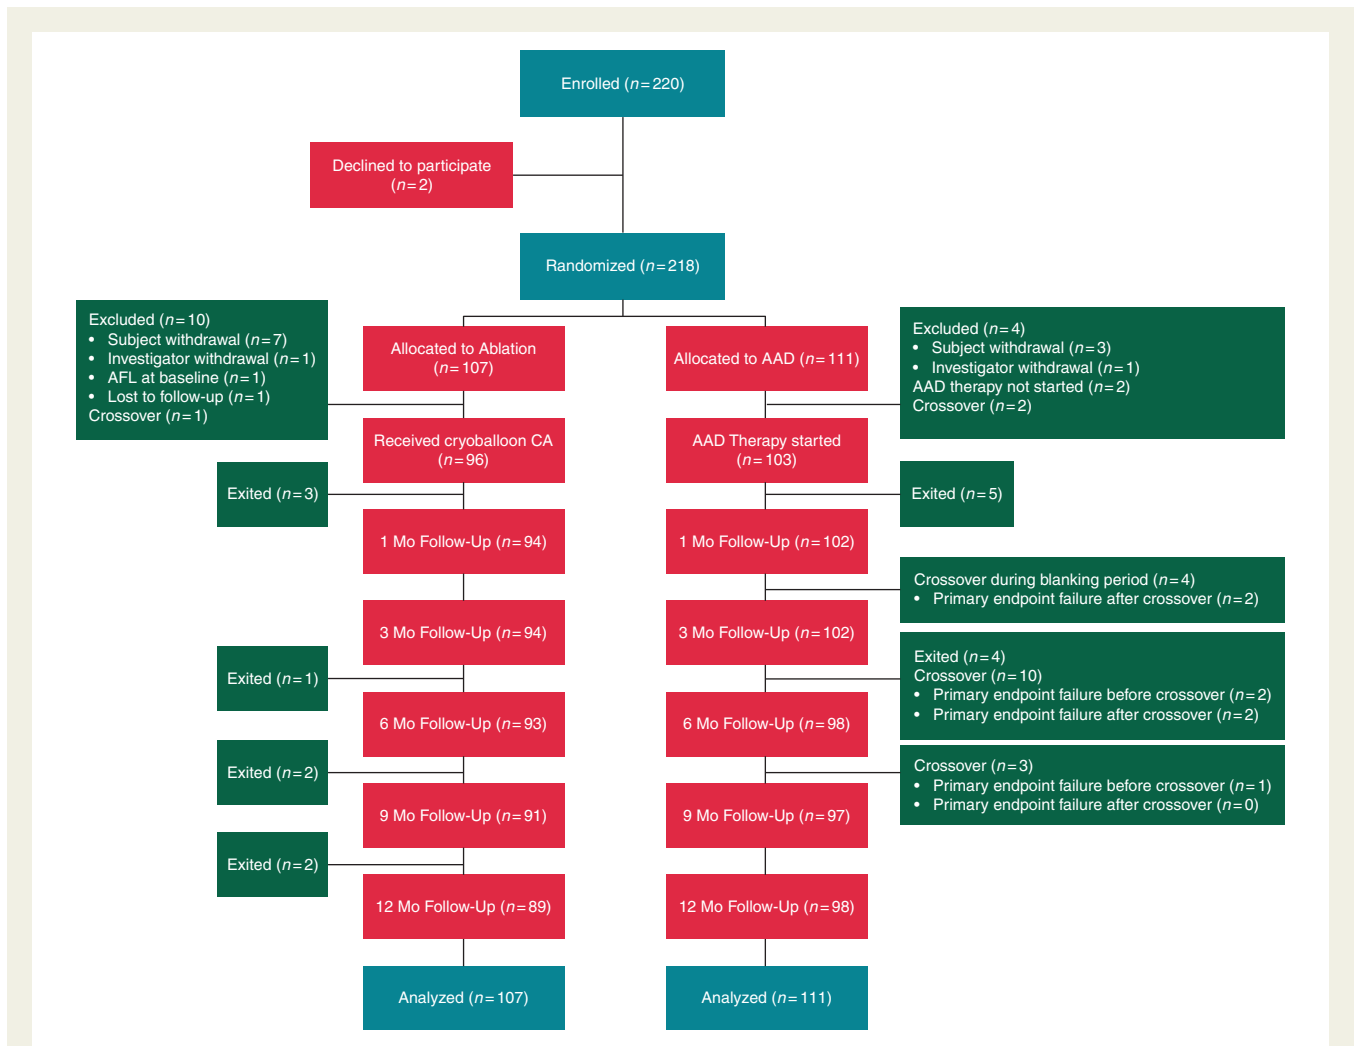 Enrolled (n=220)
Declined to participate
(n=2)
Randomized (n=218)
Excluded (n=10)
• Subject withdrawal (n=7)
• Investigator withdrawal (n=1)
• AFL at baseline (n=1)
• Lost to follow-up (n=1)
Crossover (n=1)
Allocated to Ablation
(n=107)
Allocated to AAD (n=111)
Excluded (n=4)
• Subject withdrawal (n=3)
• Investigator withdrawal (n=1)
AAD therapy not started (n=2)
Crossover (n=2)
Received cryoballoon CA
(n=96)
AAD Therapy started
(n=103)
Exited (n=3)
Exited (n=5)
1 Mo Follow-Up (n=94)
1 Mo Follow-Up (n=102)
Crossover during blanking period (n=4)
• Primary endpoint failure after crossover (n=2)
3 Mo Follow-Up (n=94)
3 Mo Follow-Up (n=102)
Exited (n=1)
Exited (n=4)
Crossover (n=10)
• Primary endpoint failure before crossover (n=2)
• Primary endpoint failure after crossover (n=2)
6 Mo Follow-Up (n=93)
6 Mo Follow-Up (n=98)
Exited (n=2)
Crossover (n=3)
• Primary endpoint failure before crossover (n=1)
• Primary endpoint failure after crossover (n=0)
9 Mo Follow-Up (n=91)
9 Mo Follow-Up (n=97)
Exited (n=2)
12 Mo Follow-Up (n=89)
12 Mo Follow-Up (n=98)
Analyzed (n=107)
Analyzed (n=111)